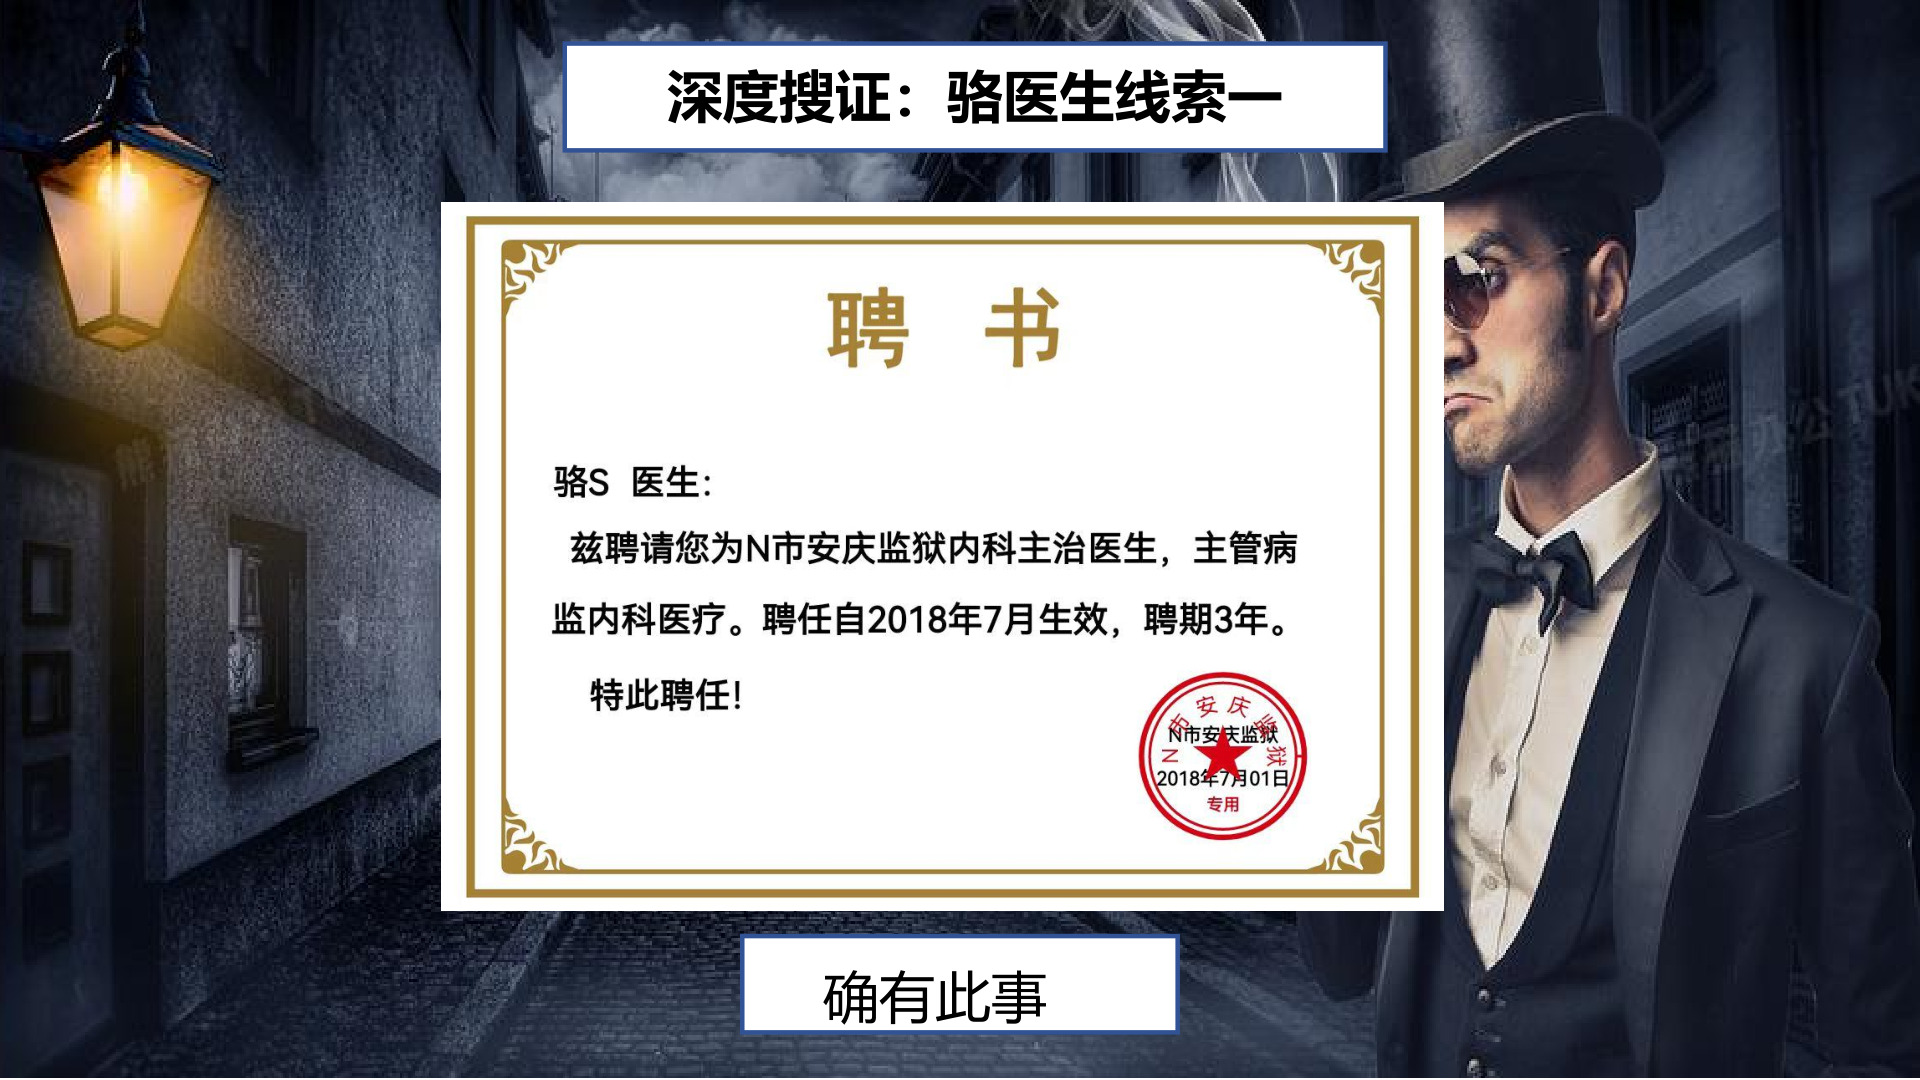 深度搜证：骆医生线索一
聘 书
骆S 医生：
兹聘请您为N市安庆监狱内科主治医生，主管病
监内科医疗。聘任自2018年7月生效，聘期3年。
特此聘任！
N市安庆监狱
N市安庆监狱
2018年7月01日
专用
确有此事
办公 TUK